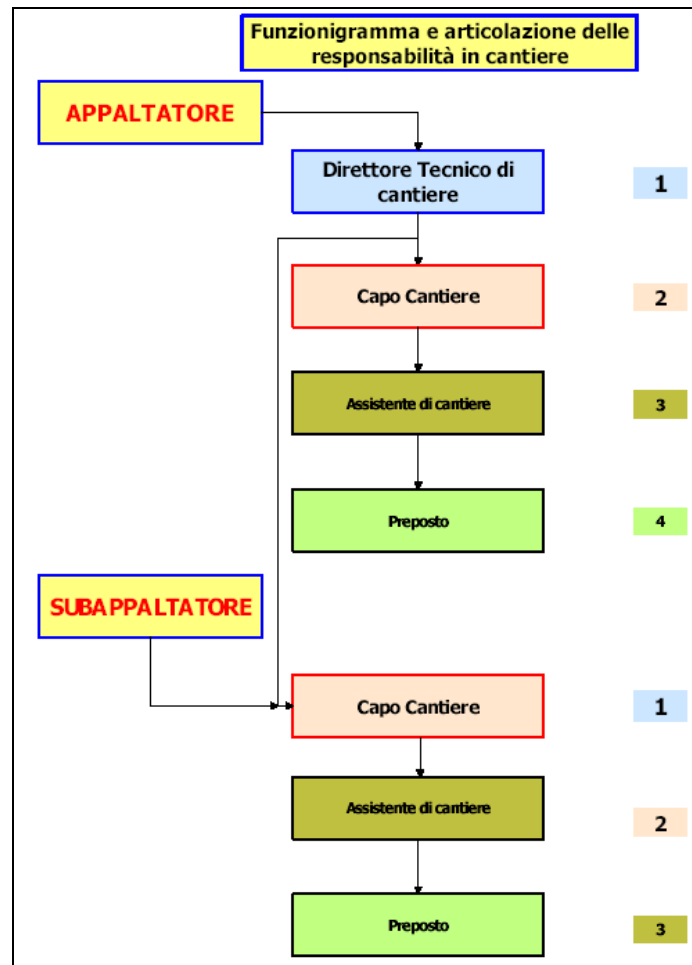 Funzionigramma e articolazione delle
responsabilità in cantiere
APPALTATORE
Direttore Tecnico di
cantiere
1
Capo Cantiere
2
Assistente di cantiere
3
Preposto
4
SUBAPPALTATORE
Capo Cantiere
1
Assistente di cantiere
2
Preposto
3